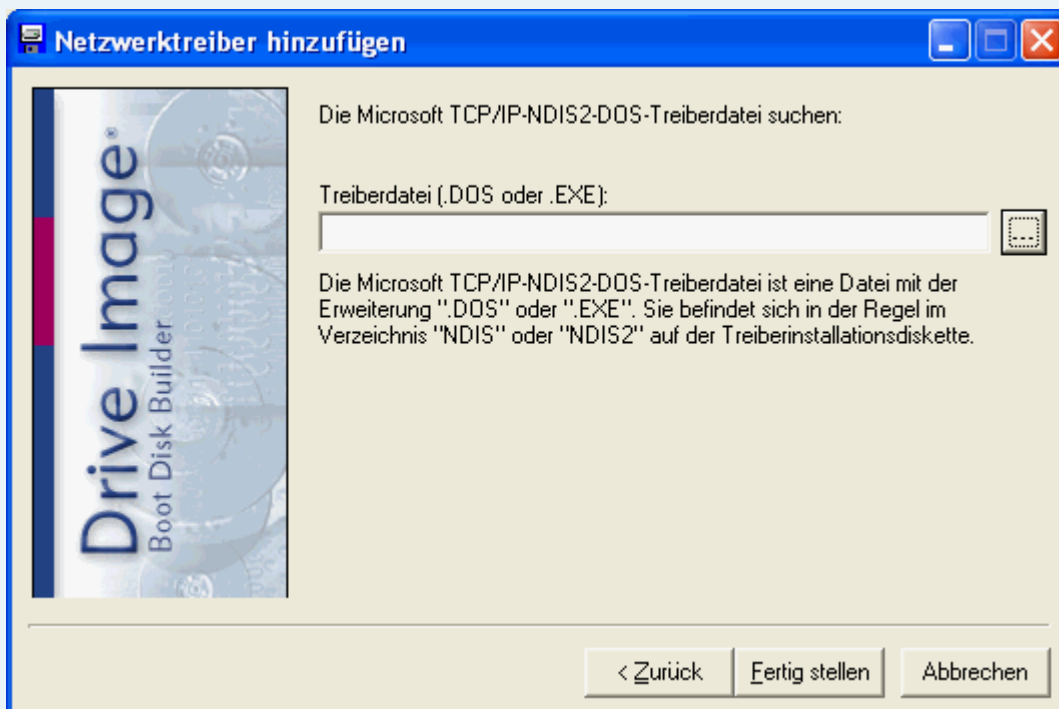 Netzwerktreiber hinzufügen
Drive Image®
Boot Disk Builder
Die Microsoft TCP/IP-NDIS2-DOS-Treiberdatei suchen:
Treiberdatei (.DOS oder .EXE):
...
Die Microsoft TCP/IP-NDIS2-DOS-Treiberdatei ist eine Datei mit der
Erweiterung ".DOS" oder ".EXE". Sie befindet sich in der Regel im
Verzeichnis "NDIS" oder "NDIS2" auf der Treiberinstallationsdiskette.
< Zurück
Fertig stellen
Abbrechen